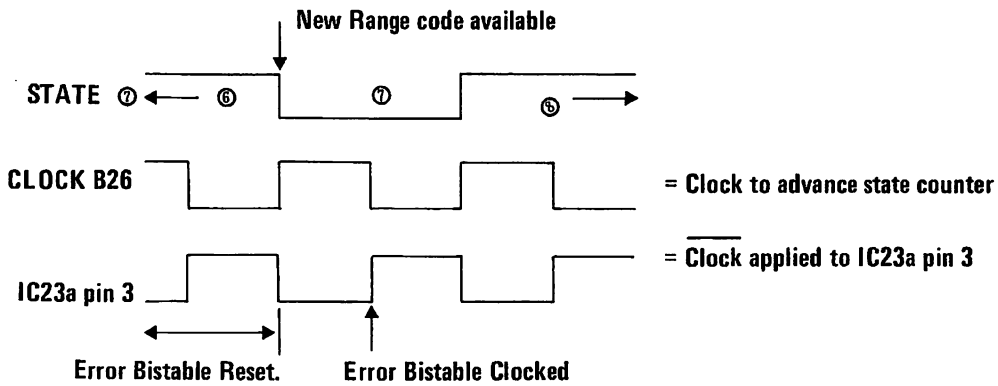 New Range code available
STATE ⑦ ⑥ ⑦ ⑧
CLOCK B26
= Clock to advance state counter
= Clock applied to IC23a pin 3
IC23a pin 3
Error Bistable Reset.
Error Bistable Clocked